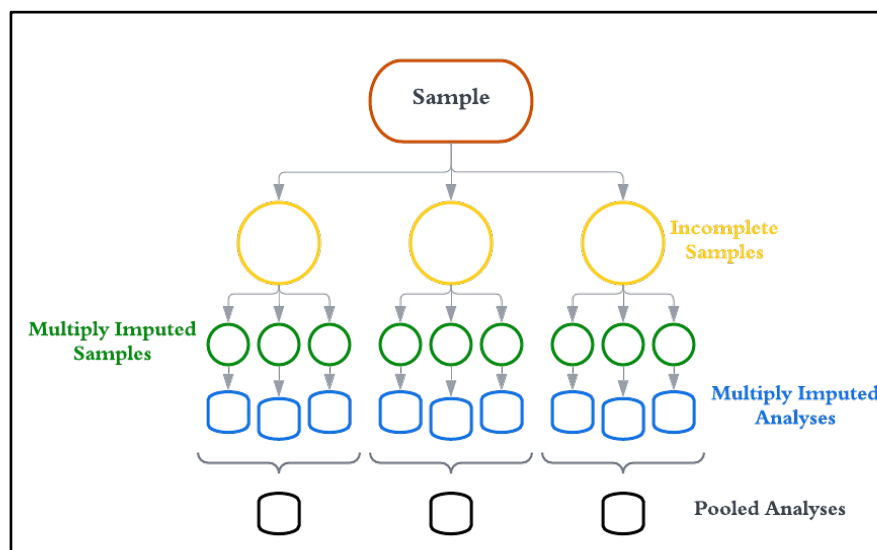 Sample
Incomplete
Samples
Multiply Imputed
Samples
Multiply Imputed
Analyses
Pooled Analyses